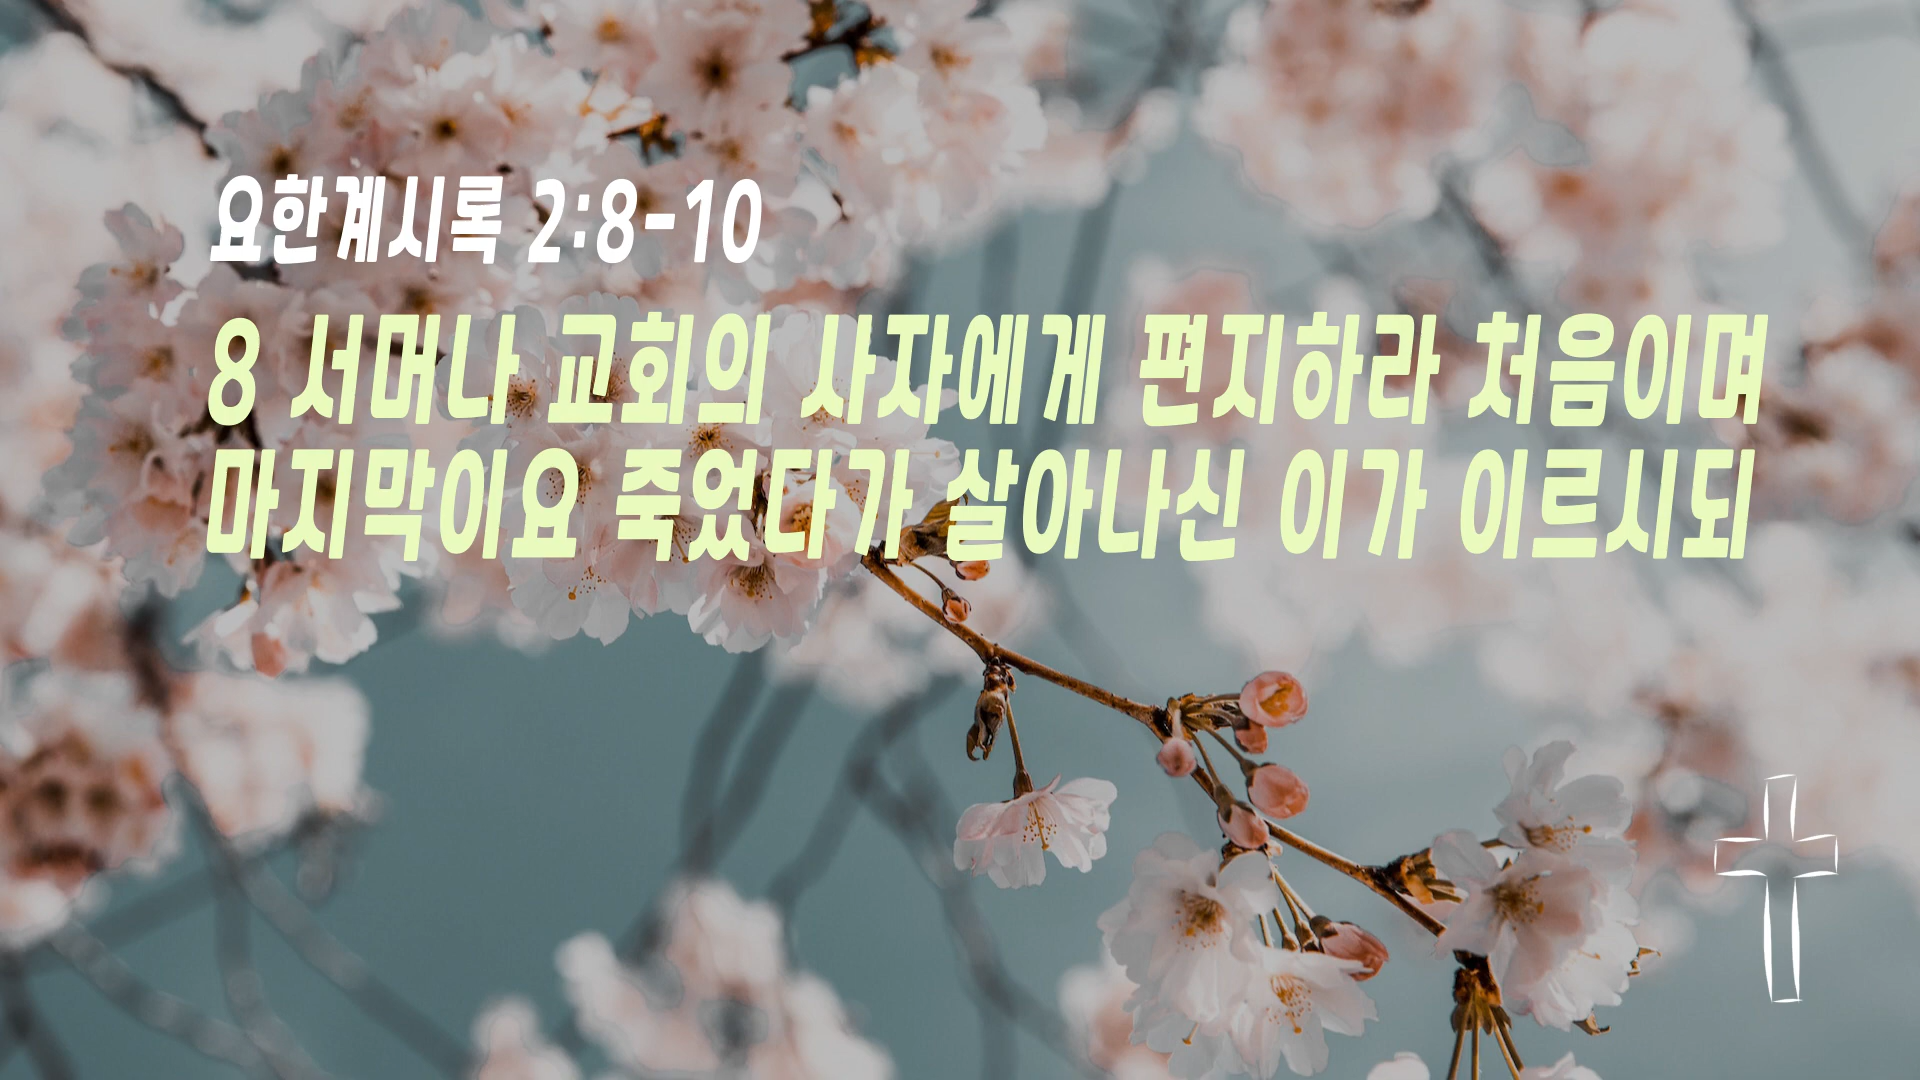 요한계시록 2:8-10
8 서머나 교회의 사자에게 편지하라 처음이며
마지막이요 죽었다가 살아나신 이가 이르시되